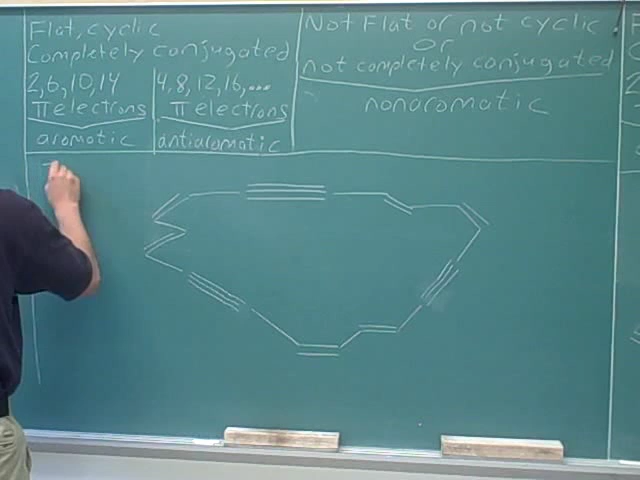 Flat, cyclic
Completely conjugated
2,6,10,14
π electrons
aromatic
4,8,12,16,...
π electrons
antiaromatic
Not Flat or not cyclic
or
not completely conjugated
nonaromatic